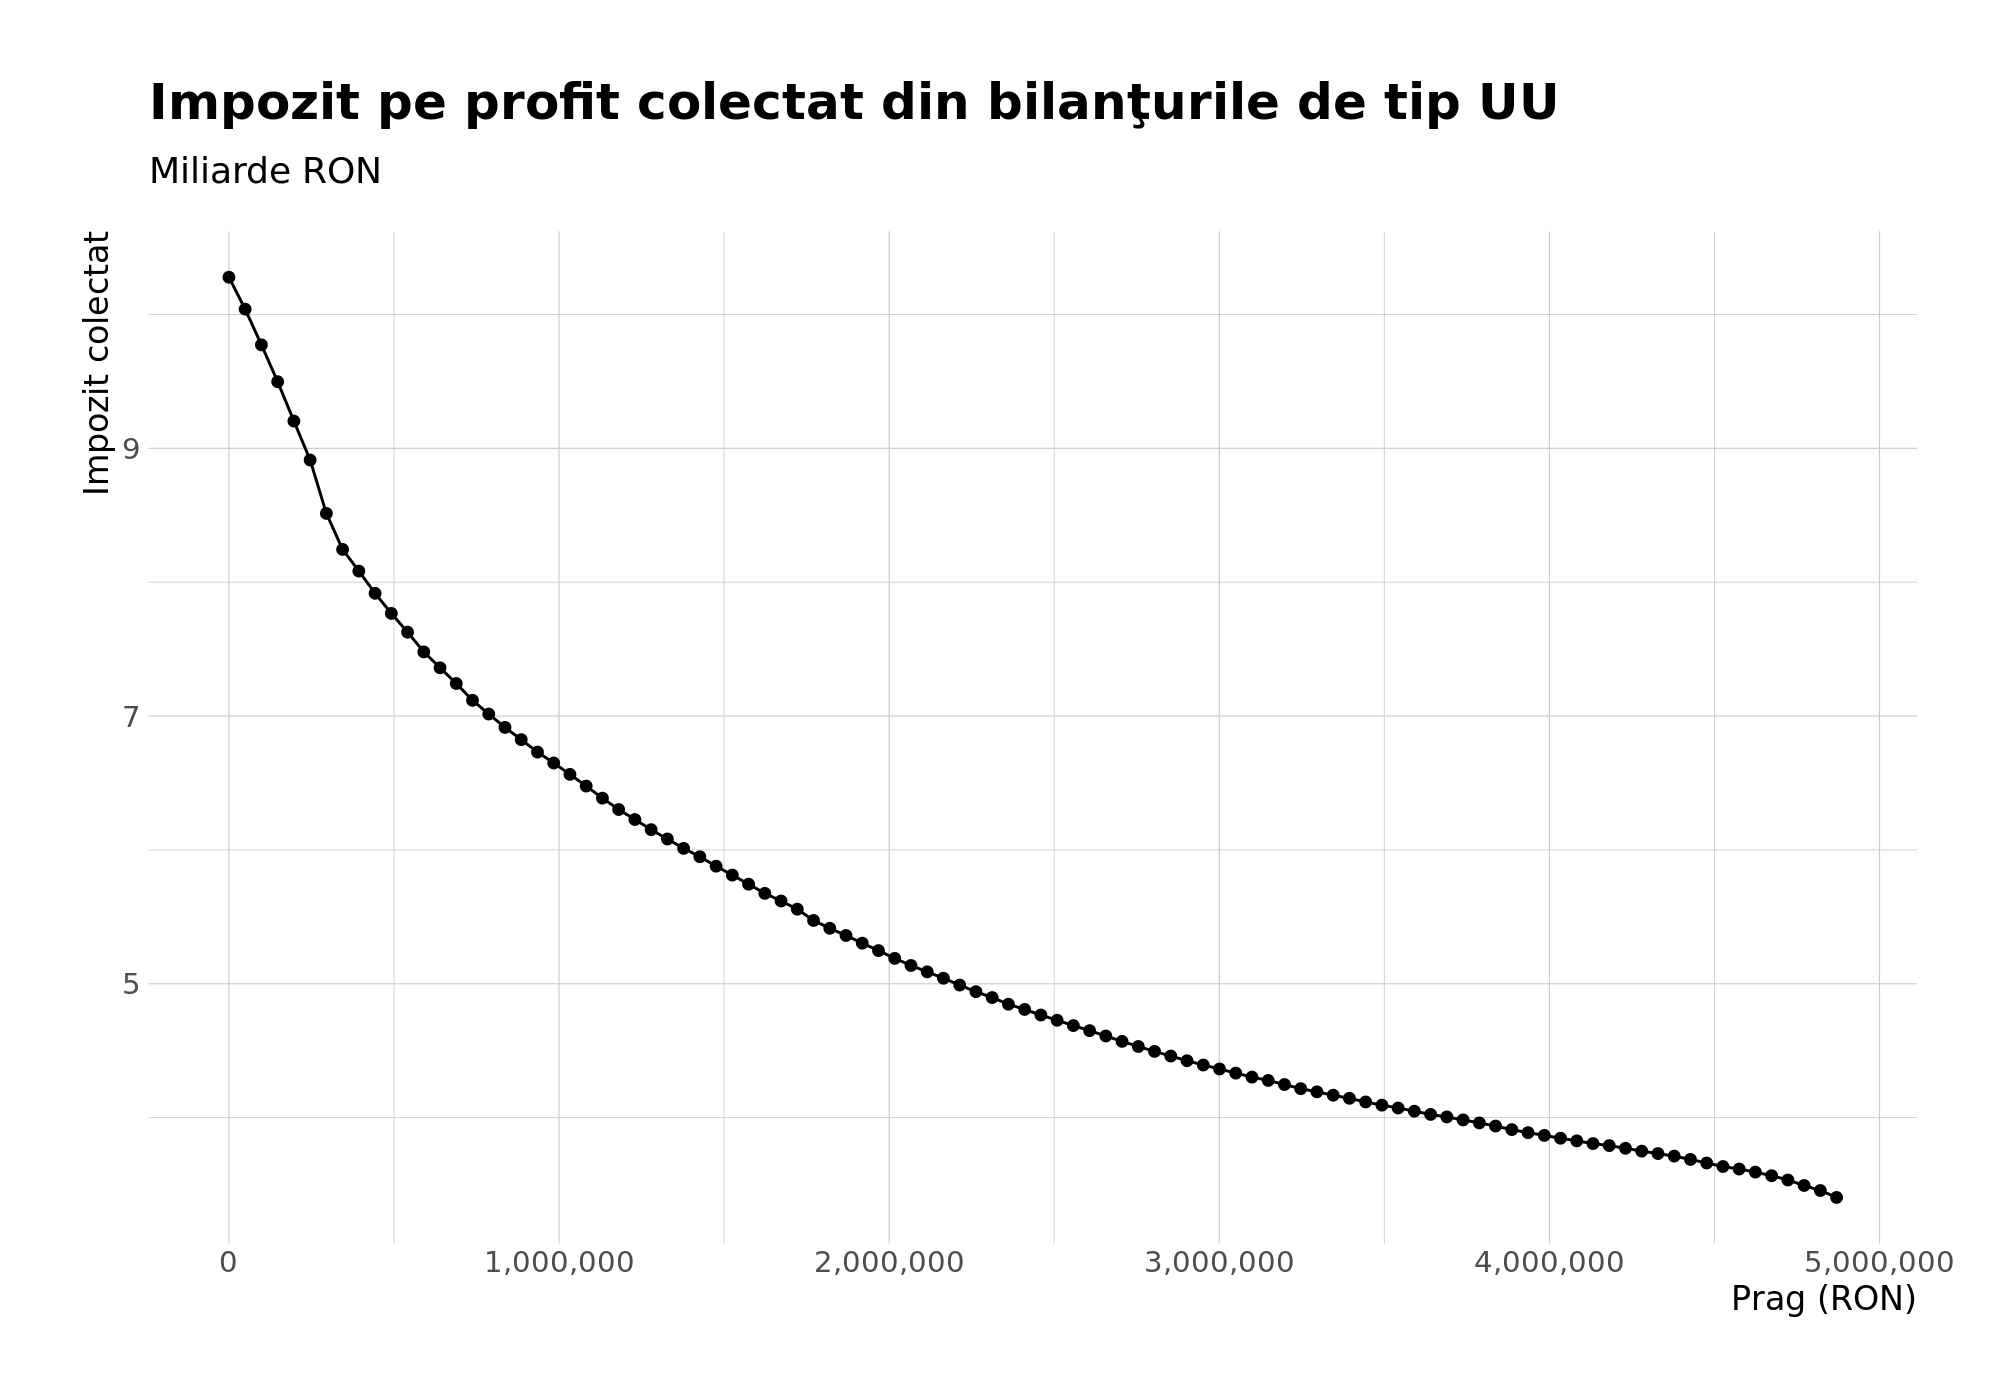 Impozit pe profit colectat din bilanţurile de tip UU
Miliarde RON
Impozit colectat
9
7
5
0 1,000,000 2,000,000 3,000,000 4,000,000 5,000,000
Prag (RON)